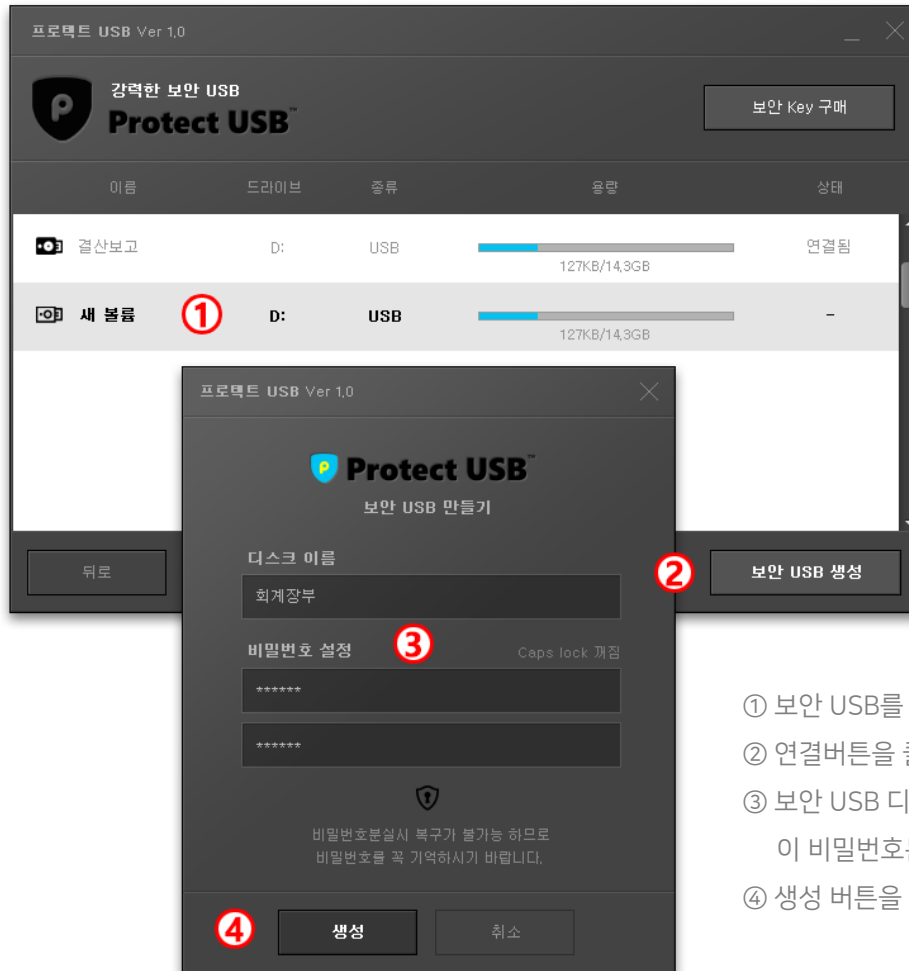 프로텍트 USB Ver 1.0
강력한 보안 USB
Protect USB™
보안 Key 구매
이름 드라이브 종류 용량 상태
결산보고 D: USB 127KB/14.3GB 연결됨
새 볼륨 ① D: USB 127KB/14.3GB -
뒤로
② 보안 USB 생성
프로텍트 USB Ver 1.0
Protect USB™
보안 USB 만들기
디스크 이름
회계장부
비밀번호 설정 ③ Caps lock 꺼짐
******
******
비밀번호분실시 복구가 불가능 하므로
비밀번호를 꼭 기억하시기 바랍니다.
④ 생성 취소
① 보안 USB를
② 연결버튼을
③ 보안 USB 디
이 비밀번호
④ 생성 버튼을